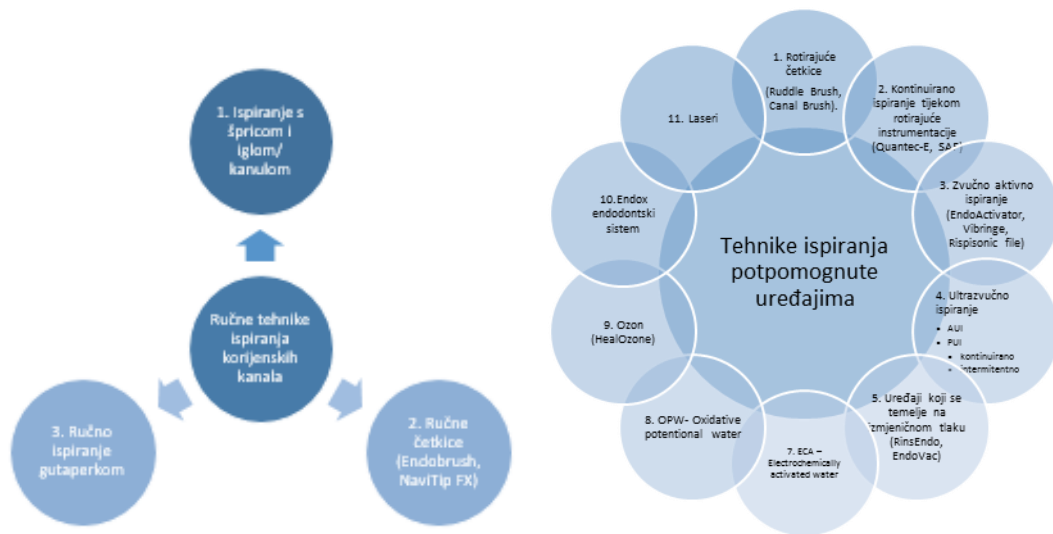 1. Ispiranje s
špricom i
iglom/
kanulom
Ručne tehnike
ispiranja
korijenskih
kanala
3. Ručno
ispiranje
gutaperkom
2. Ručne
četkice
(Endobrush,
NaviTip FX)
Tehnike ispiranja
potpomognute
uređajima
1. Rotirajuće
četkice
(Ruddle Brush,
Canal Brush).
2. Kontinuirano
ispiranje tijekom
rotirajuće
instrumentacije
(Quantec-E, SAF)
3. Zvučno aktivno
ispiranje
(EndoActivator,
Vibringe,
Rispisonic file)
4. Ultrazvučno
ispiranje
• AUI
• PUI
• kontinuirano
• intermitentno
5. Uređaji koji se
temelje na
izmjeničnom tlaku
(RinsEndo,
EndoVac)
7. ECA –
Electrochemically
activated water
8. OPW- Oxidative
potentional water
9. Ozon
(HealOzone)
10.Endox
endodontski
sistem
11. Laseri